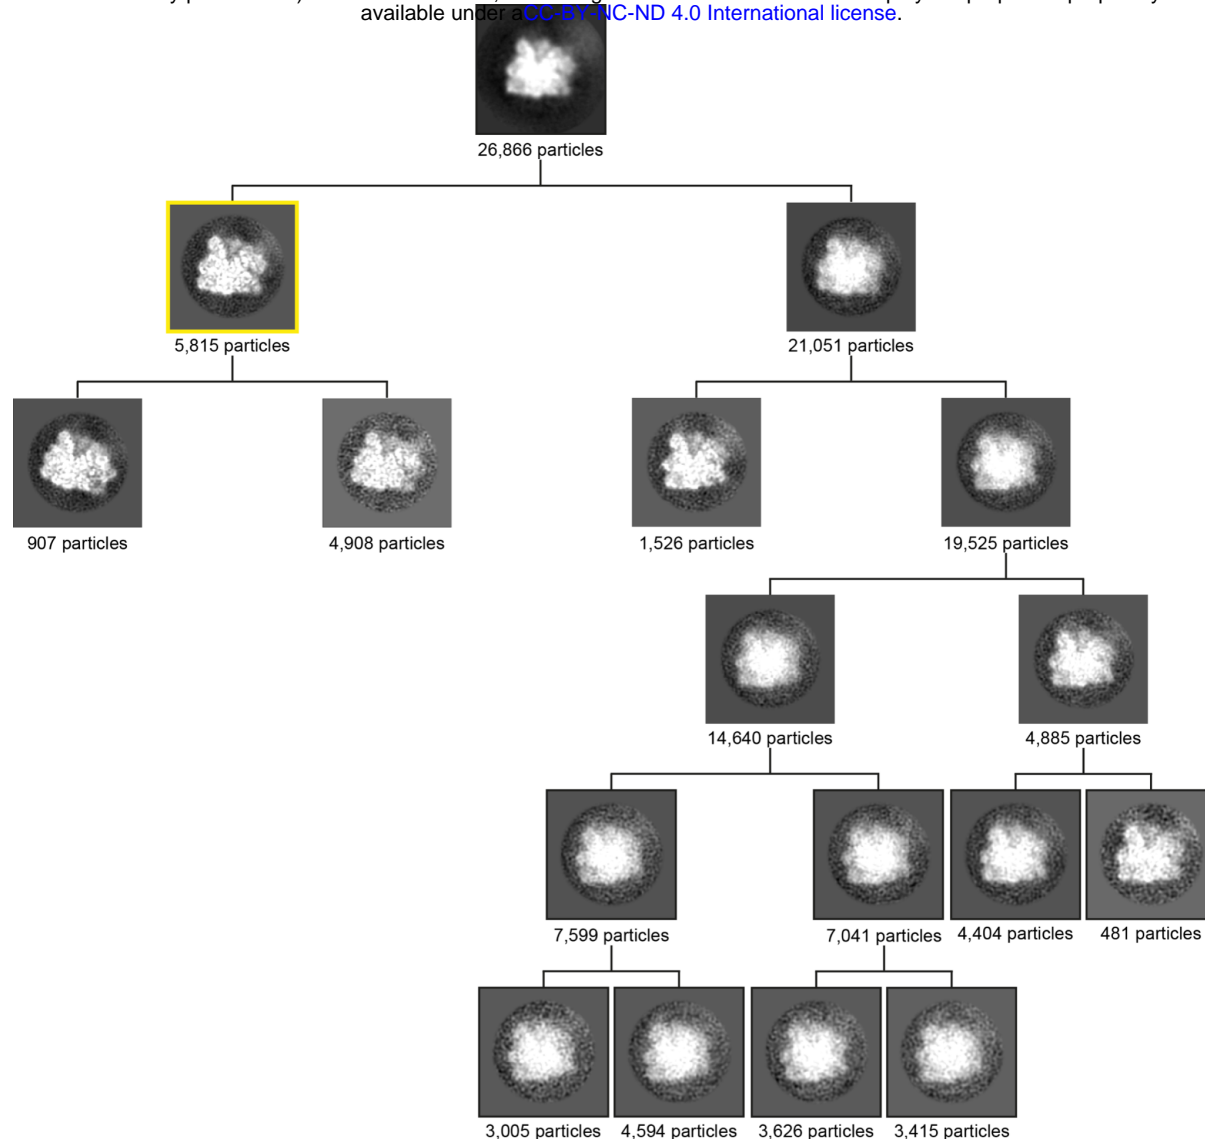 available under aCC-BY-NC-ND 4.0 International license.
26,866 particles
5,815 particles
21,051 particles
907 particles
4,908 particles
1,526 particles
19,525 particles
14,640 particles
4,885 particles
7,599 particles
7,041 particles
4,404 particles
481 particles
3,005 particles
4,594 particles
3,626 particles
3,415 particles